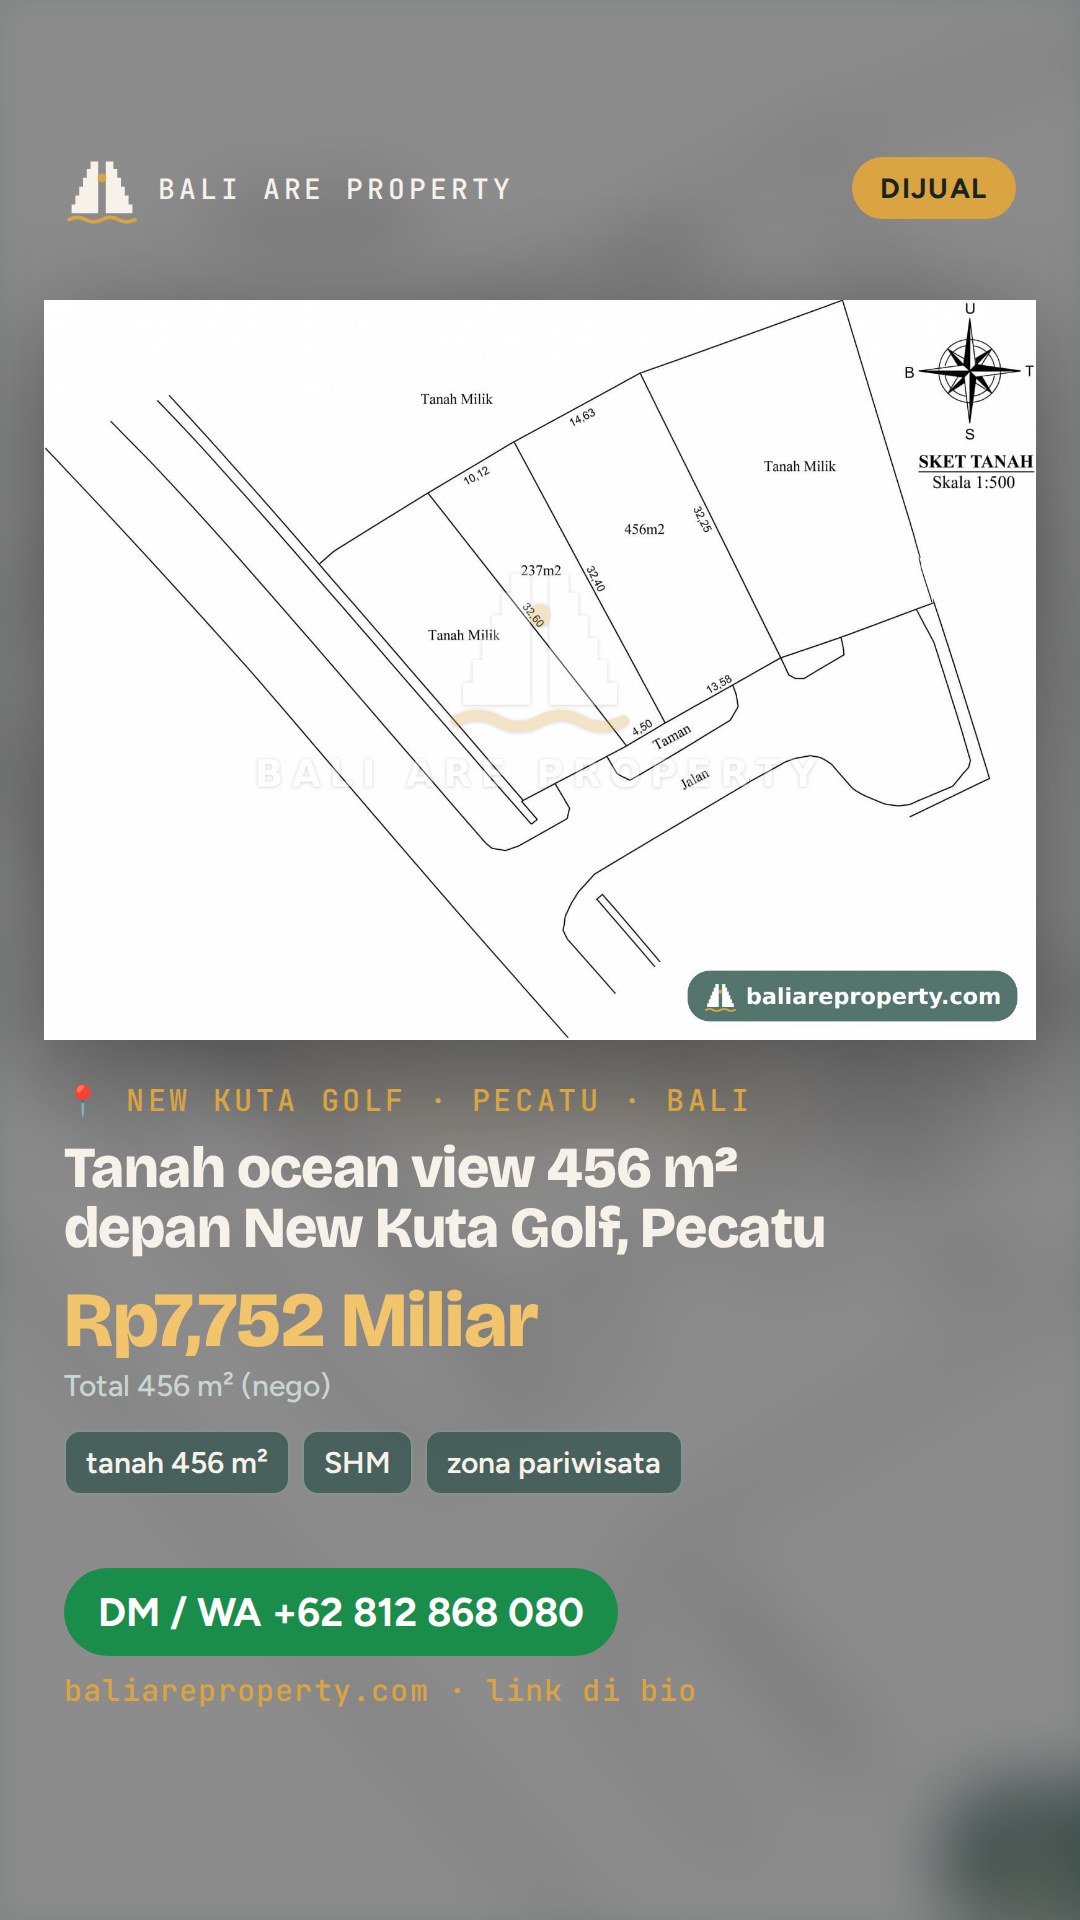 BALI ARE PROPERTY
DIJUAL
U
B
T
S
SKET TANAH
Skala 1:500
Tanah Milik
14,63
10,12
Tanah Milik
32,25
456m2
237m2
32,40
32,60
Tanah Milik
13,58
4,50
Taman
Jalan
BALI ARE PROPERTY
baliareproperty.com
NEW KUTA GOLF · PECATU · BALI
Tanah ocean view 456 m²
depan New Kuta Golf, Pecatu
Rp7,752 Miliar
Total 456 m² (nego)
tanah 456 m²
SHM
zona pariwisata
DM / WA +62 812 868 080
baliareproperty.com · link di bio